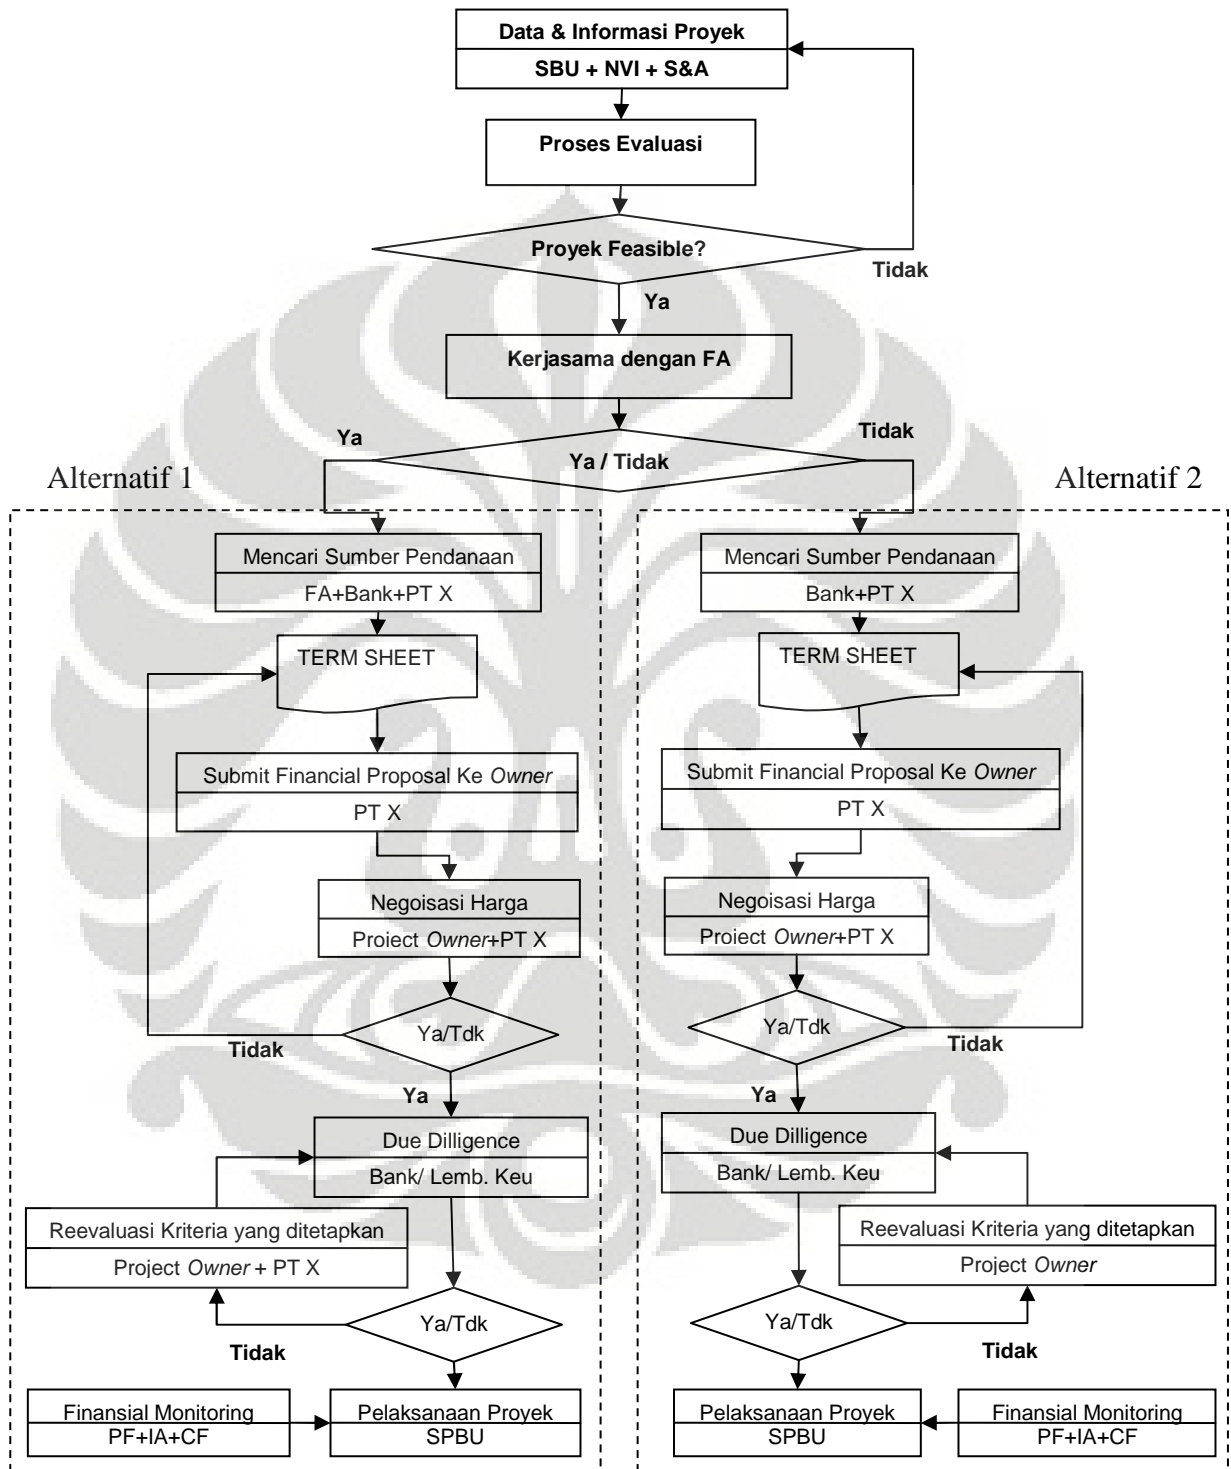 Data & Informasi Proyek
SBU + NVI + S&A
Proses Evaluasi
Proyek Feasible?
Tidak
Ya
Kerjasama dengan FA
Ya
Tidak
Ya / Tidak
Alternatif 1
Mencari Sumber Pendanaan
FA+Bank+PT X
TERM SHEET
Submit Financial Proposal Ke Owner
PT X
Negoisasi Harga
Project Owner+PT X
Ya/Tdk
Tidak
Ya
Due Dilligence
Bank/ Lemb. Keu
Reevaluasi Kriteria yang ditetapkan
Project Owner + PT X
Ya/Tdk
Tidak
Finansial Monitoring
PF+IA+CF
Pelaksanaan Proyek
SPBU
Alternatif 2
Mencari Sumber Pendanaan
Bank+PT X
TERM SHEET
Submit Financial Proposal Ke Owner
PT X
Negoisasi Harga
Project Owner+PT X
Ya/Tdk
Tidak
Ya
Due Dilligence
Bank/ Lemb. Keu
Reevaluasi Kriteria yang ditetapkan
Project Owner
Ya/Tdk
Tidak
Pelaksanaan Proyek
SPBU
Finansial Monitoring
PF+IA+CF